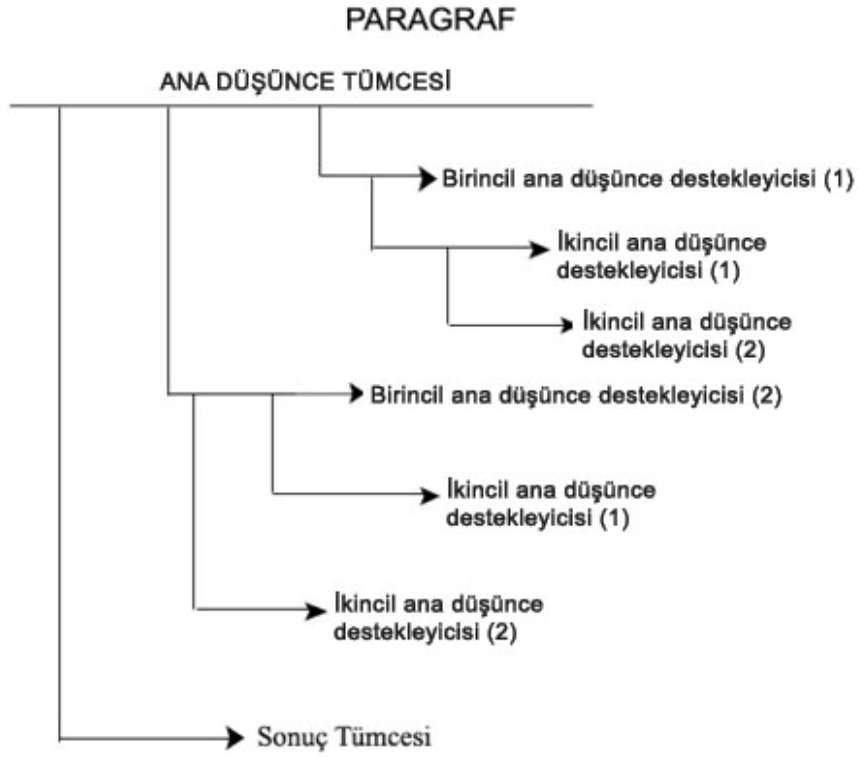 PARAGRAF
ANA DÜŞÜNCE TÜMCESİ
Birincil ana düşünce destekleyicisi (1)
İkincil ana düşünce
destekleyicisi (1)
İkincil ana düşünce
destekleyicisi (2)
Birincil ana düşünce destekleyicisi (2)
İkincil ana düşünce
destekleyicisi (1)
İkincil ana düşünce
destekleyicisi (2)
Sonuç Tümcesi